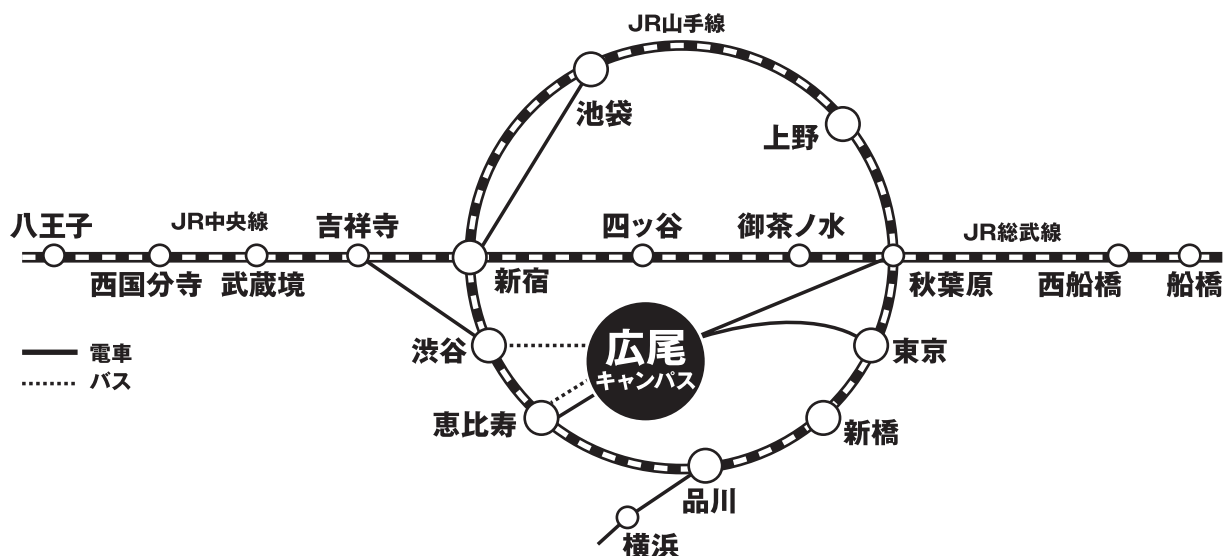 JR山手線
池袋
上野
八王子
JR中央線
吉祥寺
四ッ谷
御茶ノ水
JR総武線
西国分寺
武蔵境
新宿
秋葉原
西船橋
船橋
渋谷
広尾
キャンパス
東京
電車
バス
恵比寿
新橋
品川
横浜